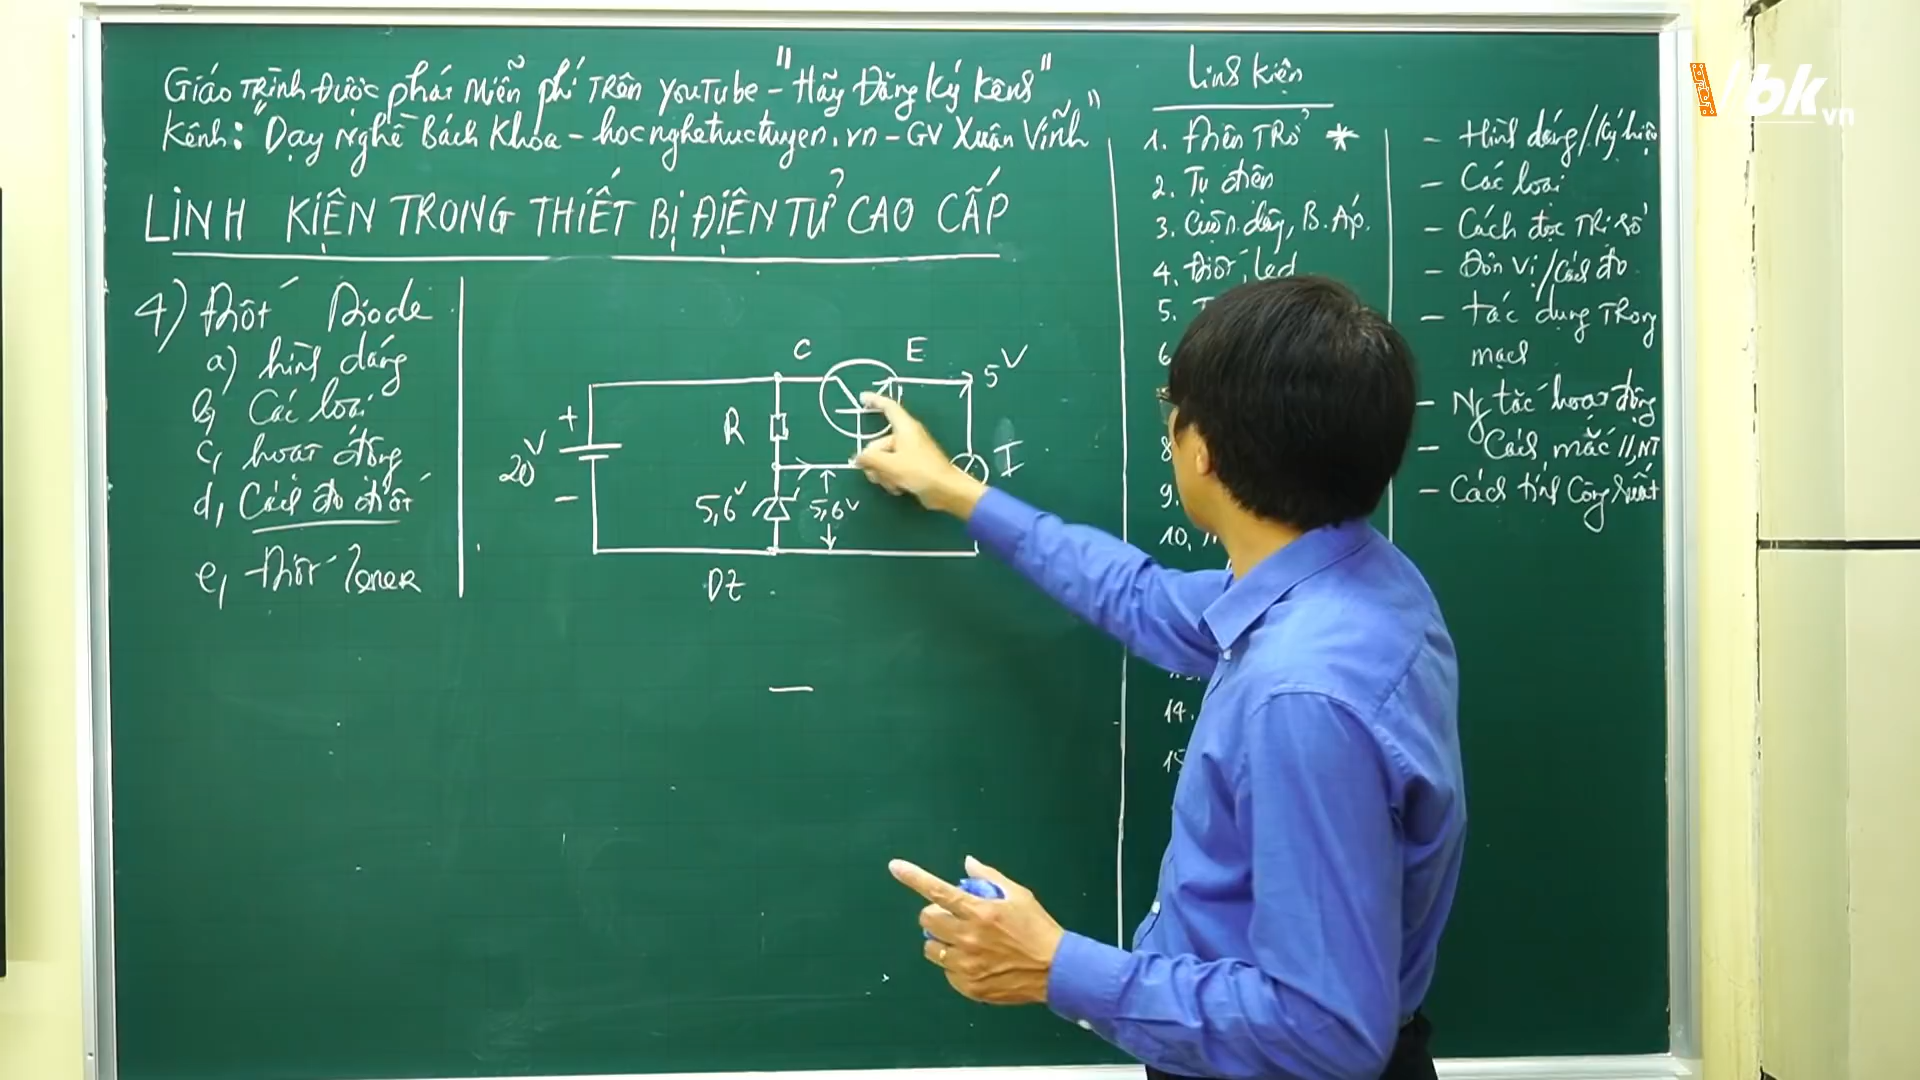 Giáo Trình Được phát Miễn phí Trên YouTube - "Hãy Đăng Ký Kênh"
Kênh: "Dạy Nghề Bách Khoa - hocnghetructuyen.vn - GV Xuân Vinh"
LINH KIỆN TRONG THIẾT BỊ ĐIỆN TỬ CAO CẤP
4) Điốt Diode
a) hình dáng
b, Các loại
c, hoạt động
d, Cách đo điốt
e, Điốt Zener
C E 5V
+
R
20V
I
-
5,6V 5,6V
DZ
Linh Kiện
1. Điện Trở *
2. Tụ điện
3. Cuộn dây, B. Áp.
4. Điốt, led
5.
6
8
9.
10,
14.
15
- Hình dáng/Ký hiệu
- Các loại
- Cách đọc Trị số
- Đơn vị/Cách đo
- Tác dụng Trong
mạch
- Ng tắc hoạt động
- Cách mắc //, NT
- Cách tính Công suất
bk.vn